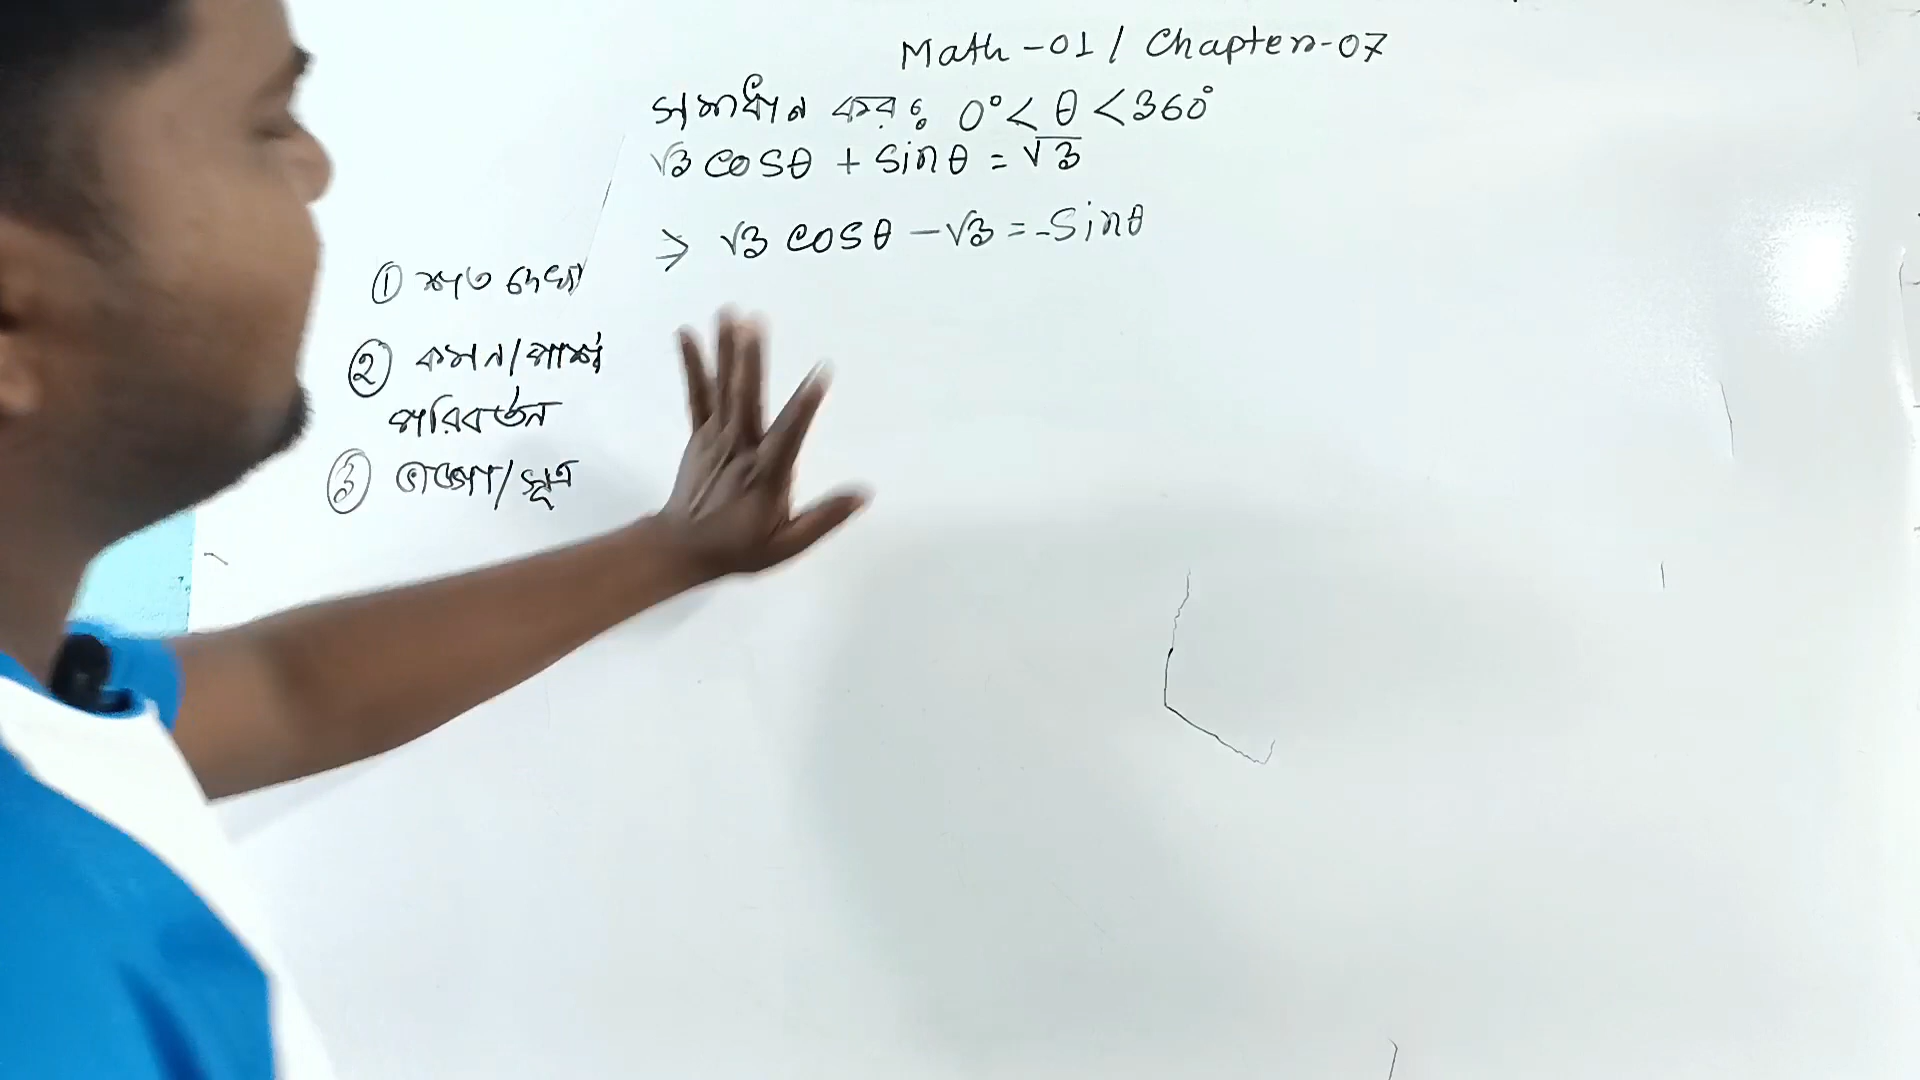 Math -01 / Chapter-07
সমাধান কর: 0° < θ < 360°
√3 cosθ + sinθ = √3
⇒ √3 cosθ - √3 = -sinθ
① শর্ত দেখা
② কমন/পার্শ্ব
পরিবর্তন
③ ভাঙ্গা/সূত্র